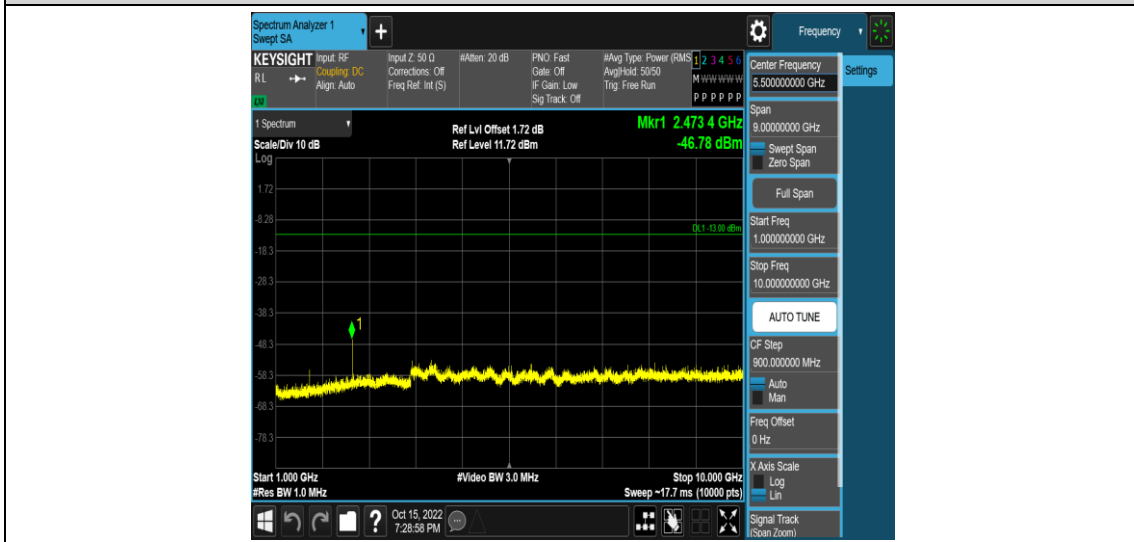 Spectrum Analyzer 1
Swept SA
+
Frequency
KEYSIGHT
RL
LXI
Input: RF
Coupling: DC
Align: Auto
Input Z: 50 Ω
Corrections: Off
Freq Ref: Int (S)
#Atten: 20 dB
PNO: Fast
Gate: Off
IF Gain: Low
Sig Track: Off
#Avg Type: Power (RMS
Avg|Hold: 50/50
Trig: Free Run
1 2 3 4 5 6
M W W W W W
P P P P P P
Center Frequency
5.500000000 GHz
Settings
1 Spectrum
Scale/Div 10 dB
Ref Lvl Offset 1.72 dB
Ref Level 11.72 dBm
Mkr1 2.473 4 GHz
-46.78 dBm
Log
1.72
-8.28
-18.3
-28.3
-38.3
-48.3
-58.3
-68.3
-78.3
DL1 -13.00 dBm
1
Start 1.000 GHz
#Res BW 1.0 MHz
#Video BW 3.0 MHz
Stop 10.000 GHz
Sweep ~17.7 ms (10000 pts)
Span
9.00000000 GHz
Swept Span
Zero Span
Full Span
Start Freq
1.000000000 GHz
Stop Freq
10.000000000 GHz
AUTO TUNE
CF Step
900.000000 MHz
Auto
Man
Freq Offset
0 Hz
X Axis Scale
Log
Lin
Signal Track
(Span Zoom)
?
Oct 15, 2022
7:28:58 PM